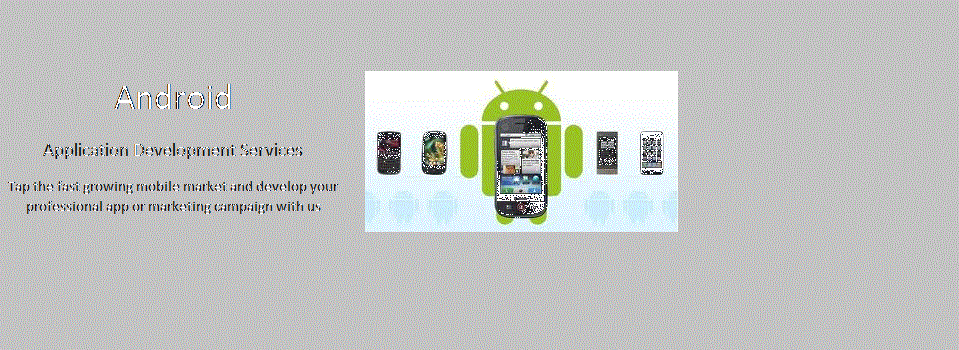 Android
Application Development Services
Tap the fast growing mobile market and develop your
professional app or marketing campaign with us